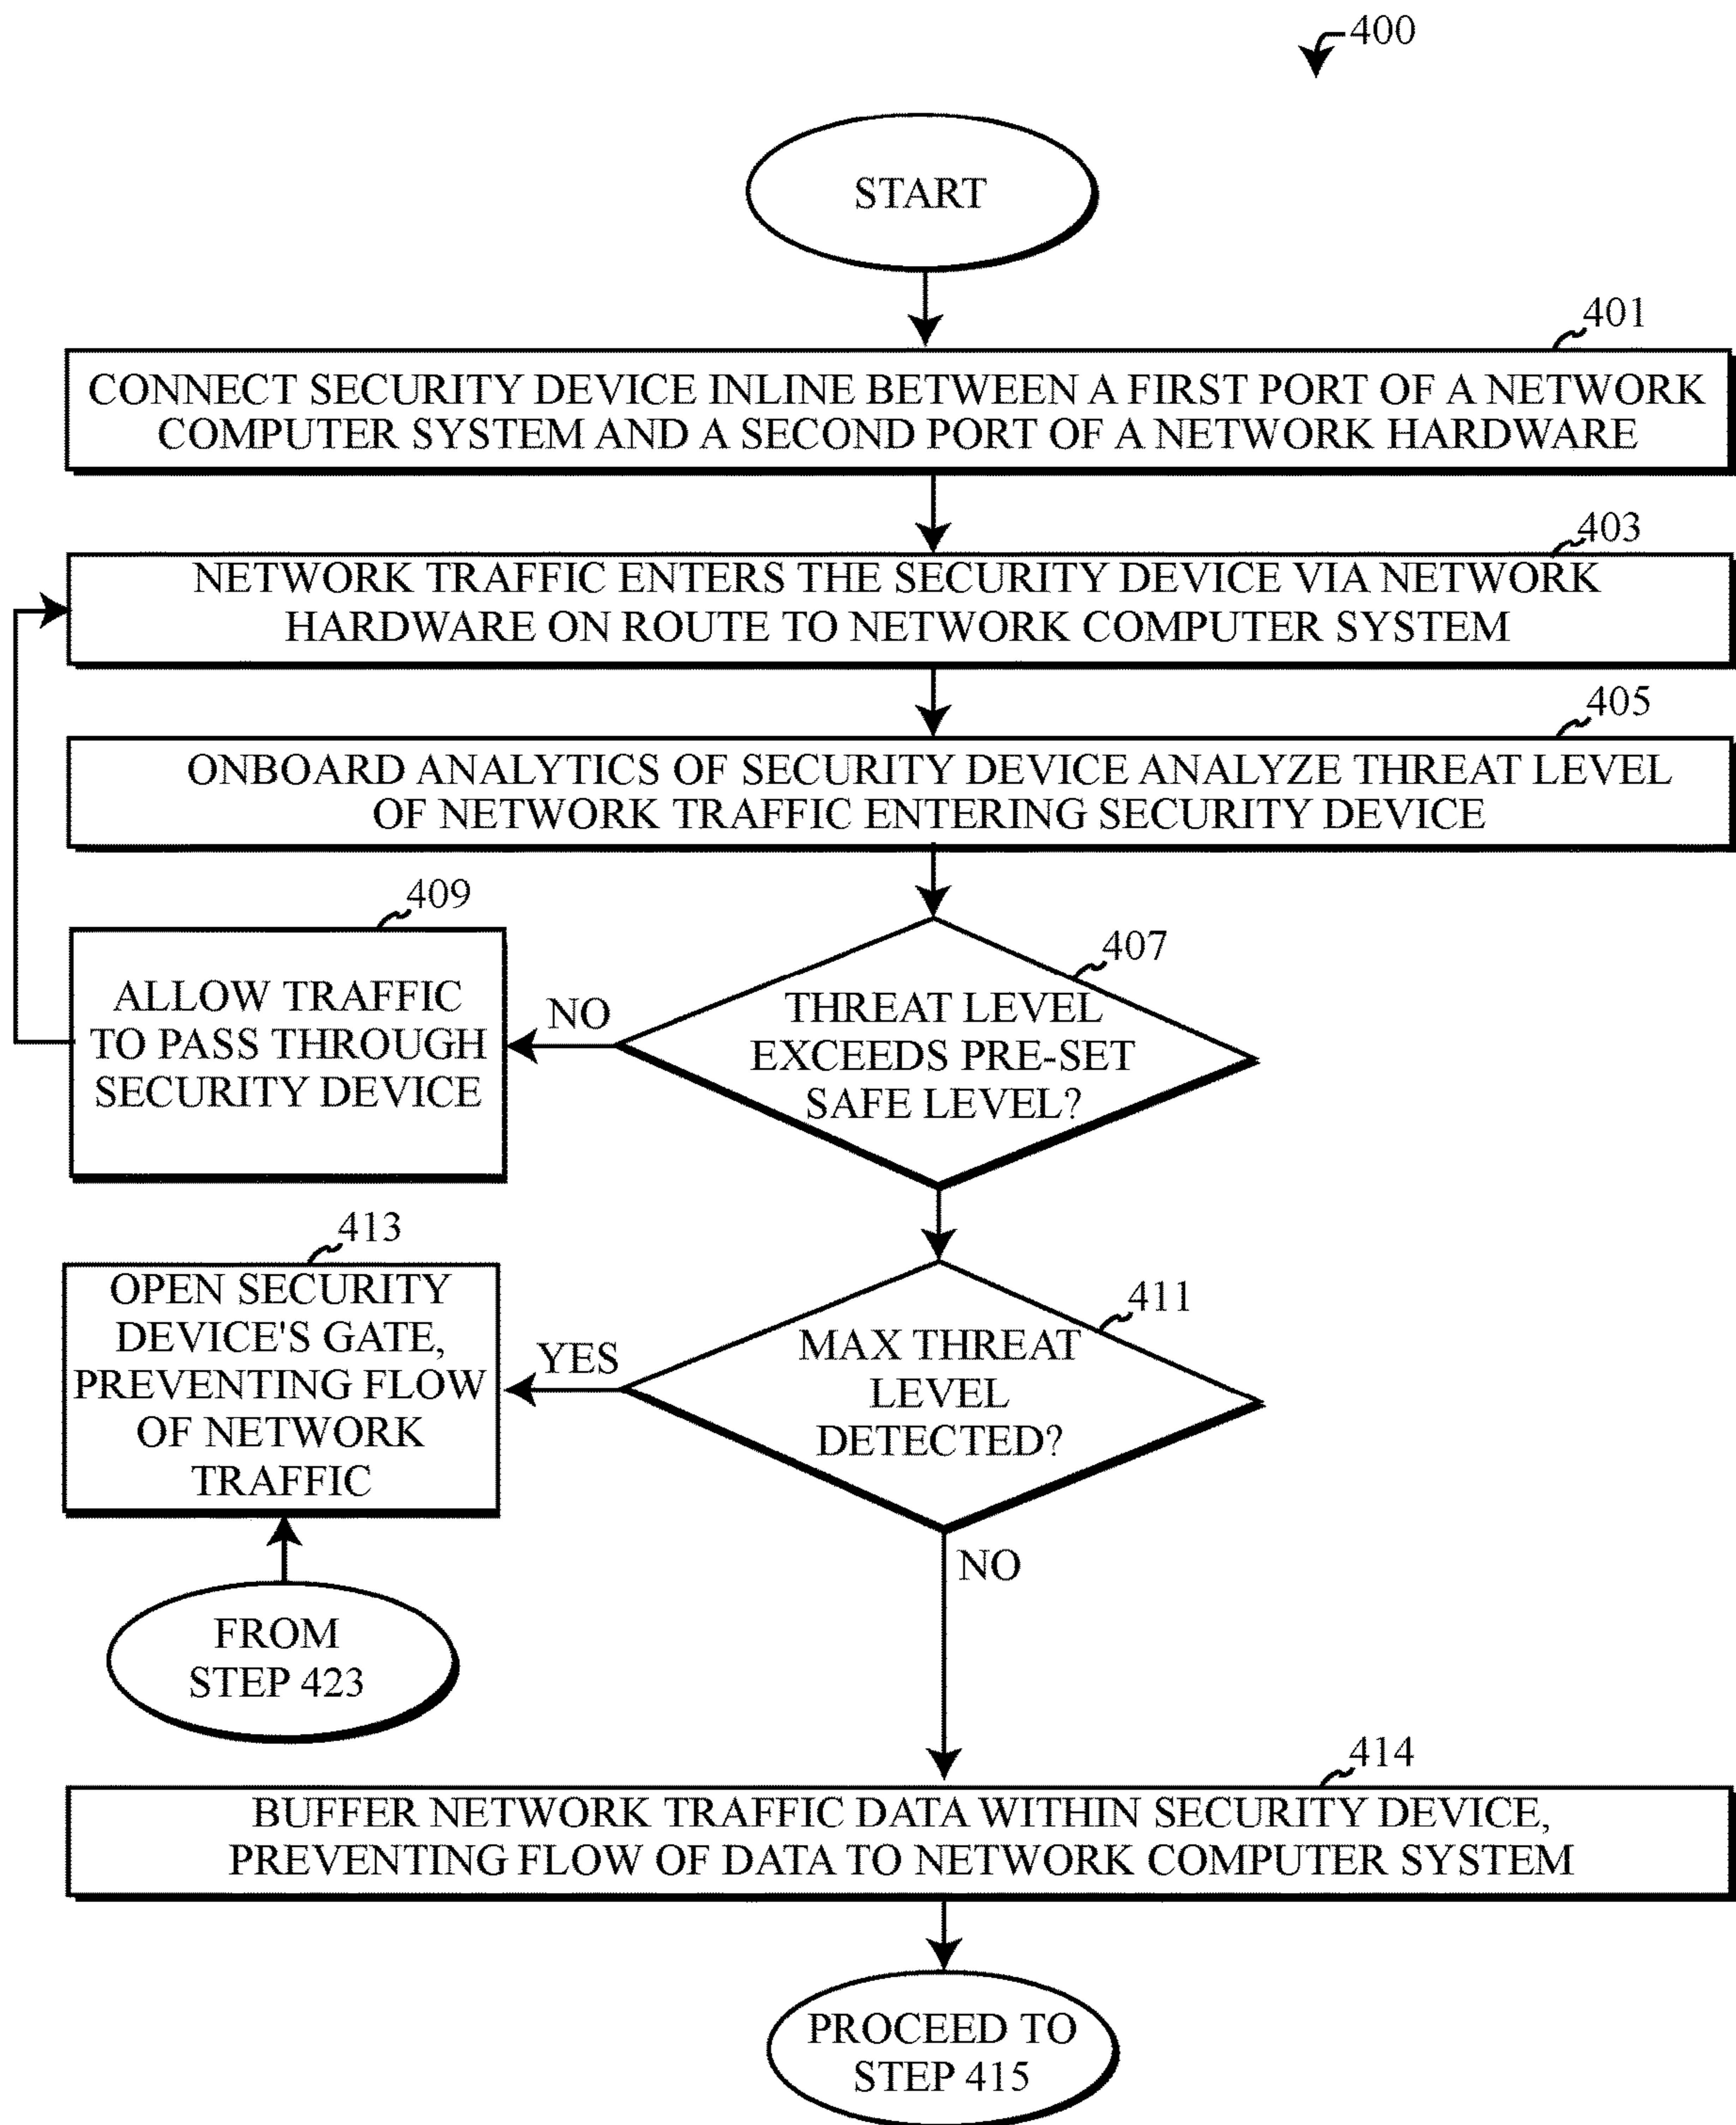 400
START
401
CONNECT SECURITY DEVICE INLINE BETWEEN A FIRST PORT OF A NETWORK
COMPUTER SYSTEM AND A SECOND PORT OF A NETWORK HARDWARE
403
NETWORK TRAFFIC ENTERS THE SECURITY DEVICE VIA NETWORK
HARDWARE ON ROUTE TO NETWORK COMPUTER SYSTEM
405
ONBOARD ANALYTICS OF SECURITY DEVICE ANALYZE THREAT LEVEL
OF NETWORK TRAFFIC ENTERING SECURITY DEVICE
407
THREAT LEVEL
EXCEEDS PRE-SET
SAFE LEVEL?
NO
409
ALLOW TRAFFIC
TO PASS THROUGH
SECURITY DEVICE
411
MAX THREAT
LEVEL
DETECTED?
YES
413
OPEN SECURITY
DEVICE'S GATE,
PREVENTING FLOW
OF NETWORK
TRAFFIC
FROM
STEP 423
NO
414
BUFFER NETWORK TRAFFIC DATA WITHIN SECURITY DEVICE,
PREVENTING FLOW OF DATA TO NETWORK COMPUTER SYSTEM
PROCEED TO
STEP 415